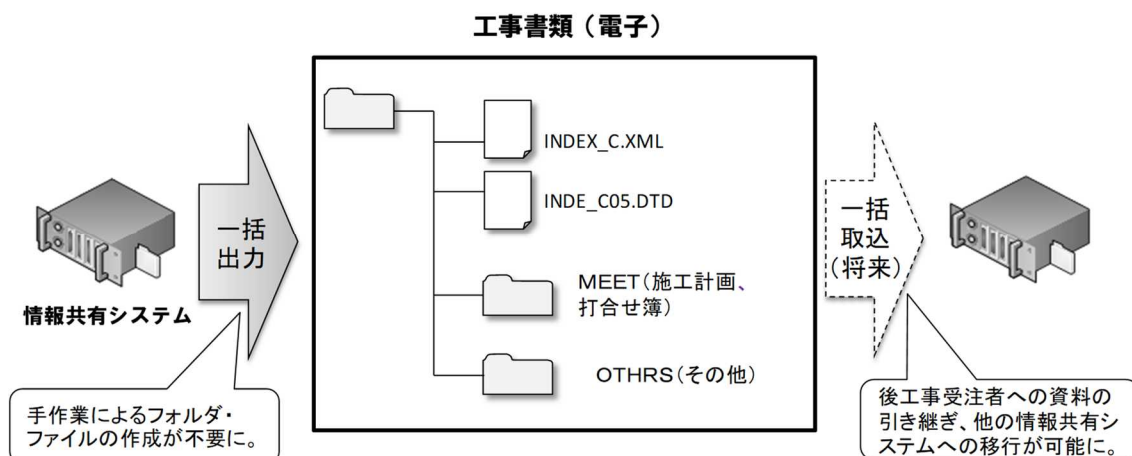 工事書類（電子）
INDEX_C.XML
INDE_C05.DTD
MEET(施工計画、
打合せ簿)
OTHRS(その他)
一括
出力
情報共有システム
手作業によるフォルダ・
ファイルの作成が不要に。
一括
取込
(将来)
後工事受注者への資料の
引き継ぎ、他の情報共有シ
ステムへの移行が可能に。